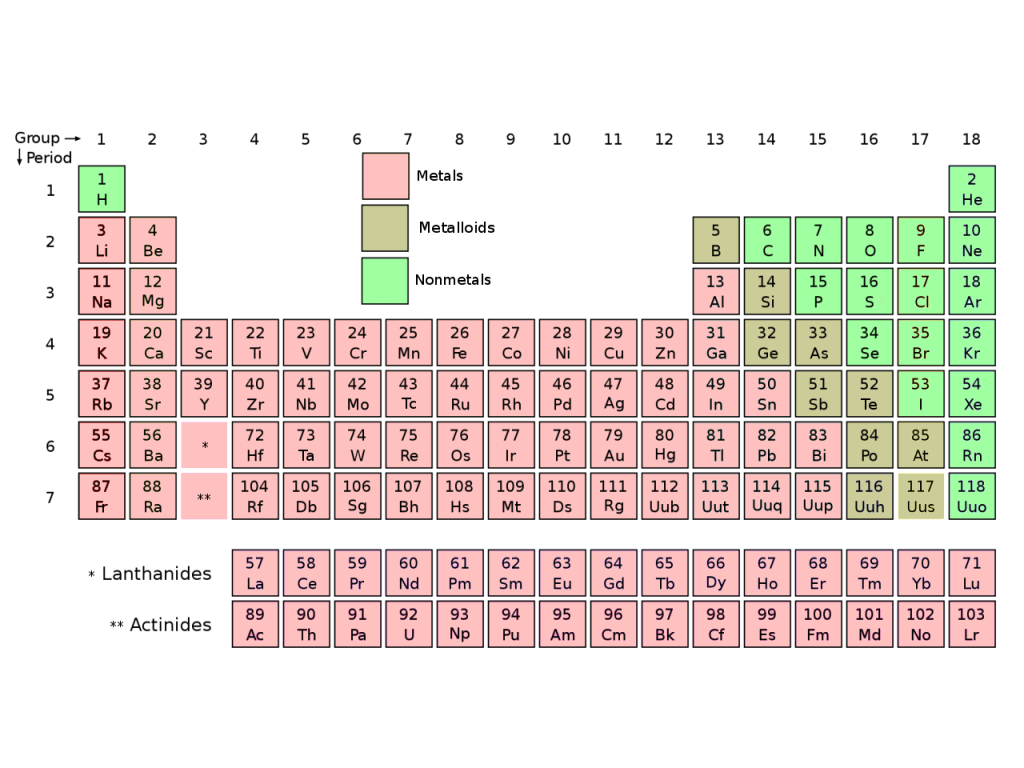 Group → 1 2 3 4 5 6 7 8 9 10 11 12 13 14 15 16 17 18
↓ Period
Metals
1
1 2
H He
Metalloids
2
3 4 5 6 7 8 9 10
Li Be B C N O F Ne
Nonmetals
3
11 12 13 14 15 16 17 18
Na Mg Al Si P S Cl Ar
4
19 20 21 22 23 24 25 26 27 28 29 30 31 32 33 34 35 36
K Ca Sc Ti V Cr Mn Fe Co Ni Cu Zn Ga Ge As Se Br Kr
5
37 38 39 40 41 42 43 44 45 46 47 48 49 50 51 52 53 54
Rb Sr Y Zr Nb Mo Tc Ru Rh Pd Ag Cd In Sn Sb Te I Xe
6
55 56 * 72 73 74 75 76 77 78 79 80 81 82 83 84 85 86
Cs Ba Hf Ta W Re Os Ir Pt Au Hg Tl Pb Bi Po At Rn
7
87 88 ** 104 105 106 107 108 109 110 111 112 113 114 115 116 117 118
Fr Ra Rf Db Sg Bh Hs Mt Ds Rg Uub Uut Uuq Uup Uuh Uus Uuo
* Lanthanides
57 58 59 60 61 62 63 64 65 66 67 68 69 70 71
La Ce Pr Nd Pm Sm Eu Gd Tb Dy Ho Er Tm Yb Lu
** Actinides
89 90 91 92 93 94 95 96 97 98 99 100 101 102 103
Ac Th Pa U Np Pu Am Cm Bk Cf Es Fm Md No Lr